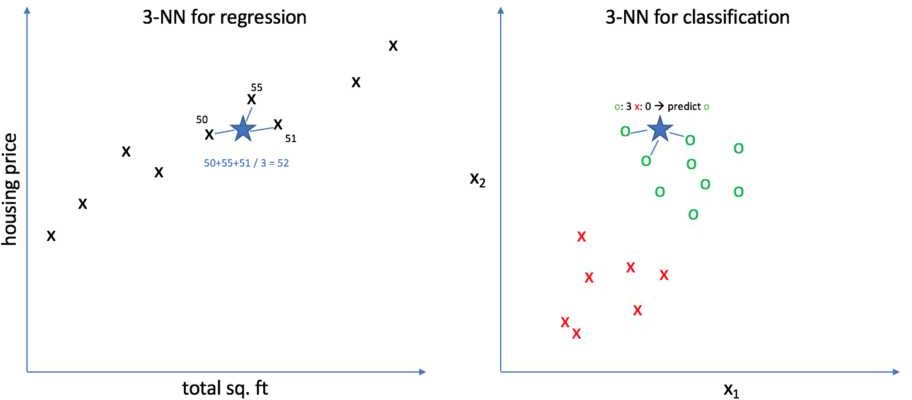 3-NN for regression
housing price
55
50
51
50+55+51 / 3 = 52
X
X
X
X
X
X
X
X
X
total sq. ft
3-NN for classification
x₂
o: 3 x: 0 → predict o
O
O
O
O
O
O
O
O
O
O
X
X
X
X
X
X
X
x₁